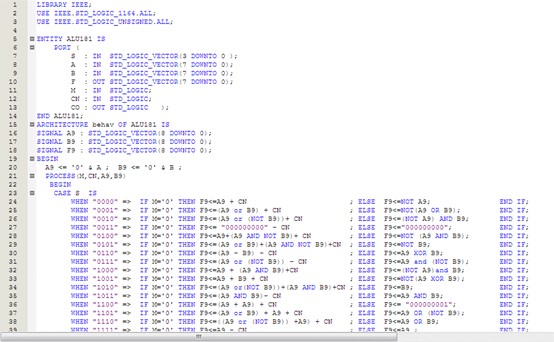 1 LIBRARY IEEE;
2 USE IEEE.STD_LOGIC_1164.ALL;
3 USE IEEE.STD_LOGIC_UNSIGNED.ALL;
4
5 ENTITY ALU181 IS
6 PORT (
7 S : IN STD_LOGIC_VECTOR(3 DOWNTO 0 );
8 A : IN STD_LOGIC_VECTOR(7 DOWNTO 0);
9 B : IN STD_LOGIC_VECTOR(7 DOWNTO 0);
10 F : OUT STD_LOGIC_VECTOR(7 DOWNTO 0);
11 M : IN STD_LOGIC;
12 CN : IN STD_LOGIC;
13 CO : OUT STD_LOGIC );
14 END ALU181;
15 ARCHITECTURE behav OF ALU181 IS
16 SIGNAL A9 : STD_LOGIC_VECTOR(8 DOWNTO 0);
17 SIGNAL B9 : STD_LOGIC_VECTOR(8 DOWNTO 0);
18 SIGNAL F9 : STD_LOGIC_VECTOR(8 DOWNTO 0);
19 BEGIN
20 A9 <= '0' & A ; B9 <= '0' & B ;
21 PROCESS(M,CN,A9,B9)
22 BEGIN
23 CASE S IS
24 WHEN "0000" => IF M='0' THEN F9<=A9 + CN ; ELSE F9<=NOT A9; END IF;
25 WHEN "0001" => IF M='0' THEN F9<=(A9 or B9) + CN ; ELSE F9<=NOT(A9 OR B9); END IF;
26 WHEN "0010" => IF M='0' THEN F9<=(A9 or (NOT B9))+ CN ; ELSE F9<=(NOT A9) AND B9; END IF;
27 WHEN "0011" => IF M='0' THEN F9<= "000000000" - CN ; ELSE F9<="000000000"; END IF;
28 WHEN "0100" => IF M='0' THEN F9<=A9+(A9 AND NOT B9)+ CN ; ELSE F9<=NOT (A9 AND B9); END IF;
29 WHEN "0101" => IF M='0' THEN F9<=(A9 or B9)+(A9 AND NOT B9)+CN ; ELSE F9<=NOT B9; END IF;
30 WHEN "0110" => IF M='0' THEN F9<=(A9 - B9) - CN ; ELSE F9<=A9 XOR B9; END IF;
31 WHEN "0111" => IF M='0' THEN F9<=(A9 or (NOT B9)) - CN ; ELSE F9<=A9 and (NOT B9); END IF;
32 WHEN "1000" => IF M='0' THEN F9<=A9 + (A9 AND B9)+CN ; ELSE F9<=(NOT A9)and B9; END IF;
33 WHEN "1001" => IF M='0' THEN F9<=A9 + B9 + CN ; ELSE F9<=NOT(A9 XOR B9); END IF;
34 WHEN "1010" => IF M='0' THEN F9<=(A9 or(NOT B9))+(A9 AND B9)+CN ; ELSE F9<=B9; END IF;
35 WHEN "1011" => IF M='0' THEN F9<=(A9 AND B9)- CN ; ELSE F9<=A9 AND B9; END IF;
36 WHEN "1100" => IF M='0' THEN F9<=(A9 + A9) + CN ; ELSE F9<= "000000001"; END IF;
37 WHEN "1101" => IF M='0' THEN F9<=(A9 or B9) + A9 + CN ; ELSE F9<=A9 OR (NOT B9); END IF;
38 WHEN "1110" => IF M='0' THEN F9<=((A9 or (NOT B9)) +A9) + CN ; ELSE F9<=A9 OR B9; END IF;
39 WHEN "1111" => IF M='0' THEN F9<=A9 - CN ; ELSE F9<=A9 ; END IF;